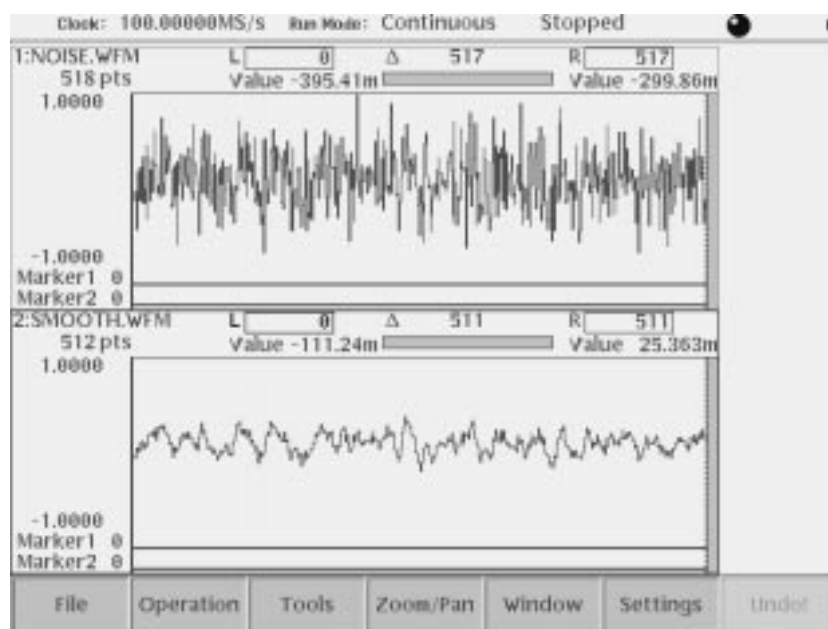 Clock: 100.00000MS/s Run Mode: Continuous Stopped
1:NOISE.WFM L 0 Δ 517 R 517
518 pts Value -395.41m Value -299.86m
1.0000
-1.0000
Marker1 0
Marker2 0
2:SMOOTH.WFM L 0 Δ 511 R 511
512 pts Value -111.24m Value 25.363m
1.0000
-1.0000
Marker1 0
Marker2 0
File Operation Tools Zoom/Pan Window Settings Undo!